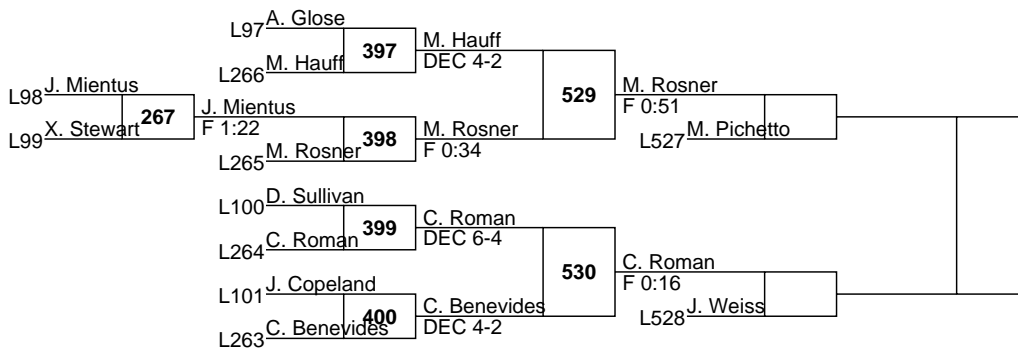 L97 A. Glose
397
L266 M. Hauff
M. Hauff
DEC 4-2
L98 J. Mientus
267
L99 X. Stewart
J. Mientus
F 1:22
398
L265 M. Rosner
M. Rosner
F 0:34
529
M. Rosner
F 0:51
L527 M. Pichetto
L100 D. Sullivan
399
L264 C. Roman
C. Roman
DEC 6-4
L101 J. Copeland
400
L263 C. Benevides
C. Benevides
DEC 4-2
530
C. Roman
F 0:16
L528 J. Weiss